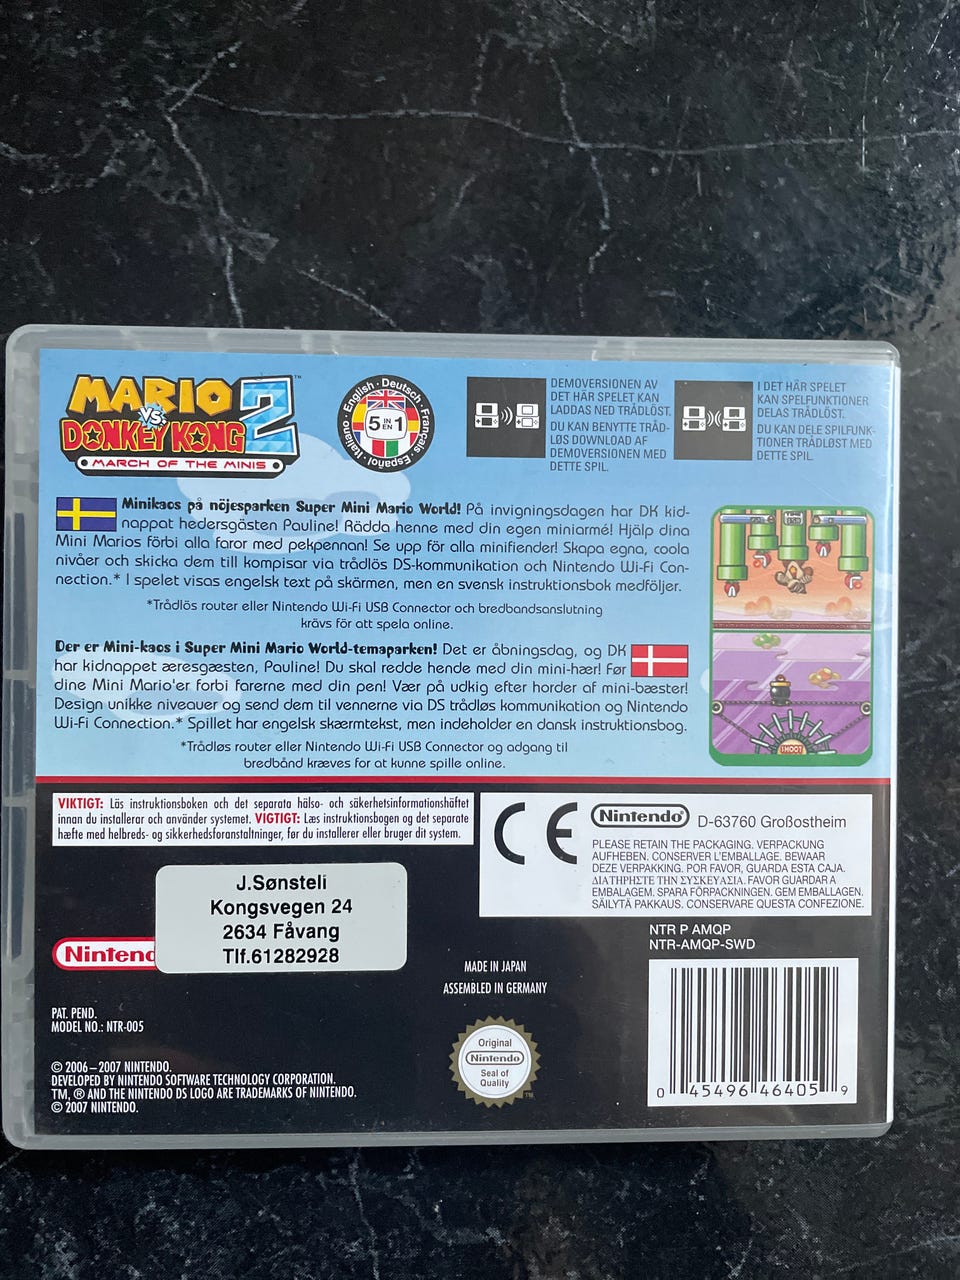 MARIO
VS.
DONKEY KONG 2
MARCH OF THE MINIS
English · Deutsch · Français · Español · Italiano
5 IN EN 1
DEMOVERSIONEN AV
DET HÄR SPELET KAN
LADDAS NED TRÅDLÖST.
DU KAN BENYTTE TRÅD-
LØS DOWNLOAD AF
DEMOVERSIONEN MED
DETTE SPIL.
I DET HÄR SPELET
KAN SPELFUNKTIONER
DELAS TRÅDLÖST.
DU KAN DELE SPILFUNK-
TIONER TRÅDLØST MED
DETTE SPIL.
Minikaos på nöjesparken Super Mini Mario World! På invigningsdagen har DK kid-
nappat hedersgästen Pauline! Rädda henne med din egen miniarmé! Hjälp dina
Mini Marios förbi alla faror med pekpennan! Se upp för alla minifiender! Skapa egna, coola
nivåer och skicka dem till kompisar via trådlös DS-kommunikation och Nintendo Wi-Fi Con-
nection.* I spelet visas engelsk text på skärmen, men en svensk instruktionsbok medföljer.
*Trådlös router eller Nintendo Wi-Fi USB Connector och bredbandsanslutning
krävs för att spela online.
Der er Mini-kaos i Super Mini Mario World-temaparken! Det er åbningsdag, og DK
har kidnappet æresgæsten, Pauline! Du skal redde hende med din mini-hær! Før
dine Mini Mario'er forbi farerne med din pen! Vær på udkig efter horder af mini-bæster!
Design unikke niveauer og send dem til vennerne via DS trådløs kommunikation og Nintendo
Wi-Fi Connection.* Spillet har engelsk skærmtekst, men indeholder en dansk instruktionsbog.
*Trådløs router eller Nintendo Wi-Fi USB Connector og adgang til
bredbånd kræves for at kunne spille online.
SHOOT
VIKTIGT: Läs instruktionsboken och det separata hälso- och säkerhetsinformationshäftet
innan du installerar och använder systemet. VIGTIGT: Læs instruktionsbogen og det separate
hæfte med helbreds- og sikkerhedsforanstaltninger, før du installerer eller bruger dit system.
CE
Nintendo® D-63760 Großostheim
PLEASE RETAIN THE PACKAGING. VERPACKUNG
AUFHEBEN. CONSERVER L'EMBALLAGE. BEWAAR
DEZE VERPAKKING. POR FAVOR, GUARDA ESTA CAJA.
ΔΙΑΤΗΡΗΣΤΕ ΤΗΝ ΣΥΣΚΕΥΑΣΙΑ. FAVOR GUARDAR A
EMBALAGEM. SPARA FÖRPACKNINGEN. GEM EMBALLAGEN.
SÄILYTÄ PAKKAUS. CONSERVARE QUESTA CONFEZIONE.
J.Sønsteli
Kongsvegen 24
2634 Fåvang
Tlf.61282928
Nintend
NTR P AMQP
NTR-AMQP-SWD
MADE IN JAPAN
ASSEMBLED IN GERMANY
PAT. PEND.
MODEL NO.: NTR-005
Original
Nintendo
Seal of
Quality
TM
© 2006–2007 NINTENDO.
DEVELOPED BY NINTENDO SOFTWARE TECHNOLOGY CORPORATION.
TM, ® AND THE NINTENDO DS LOGO ARE TRADEMARKS OF NINTENDO.
© 2007 NINTENDO.
0 45496 46405 9